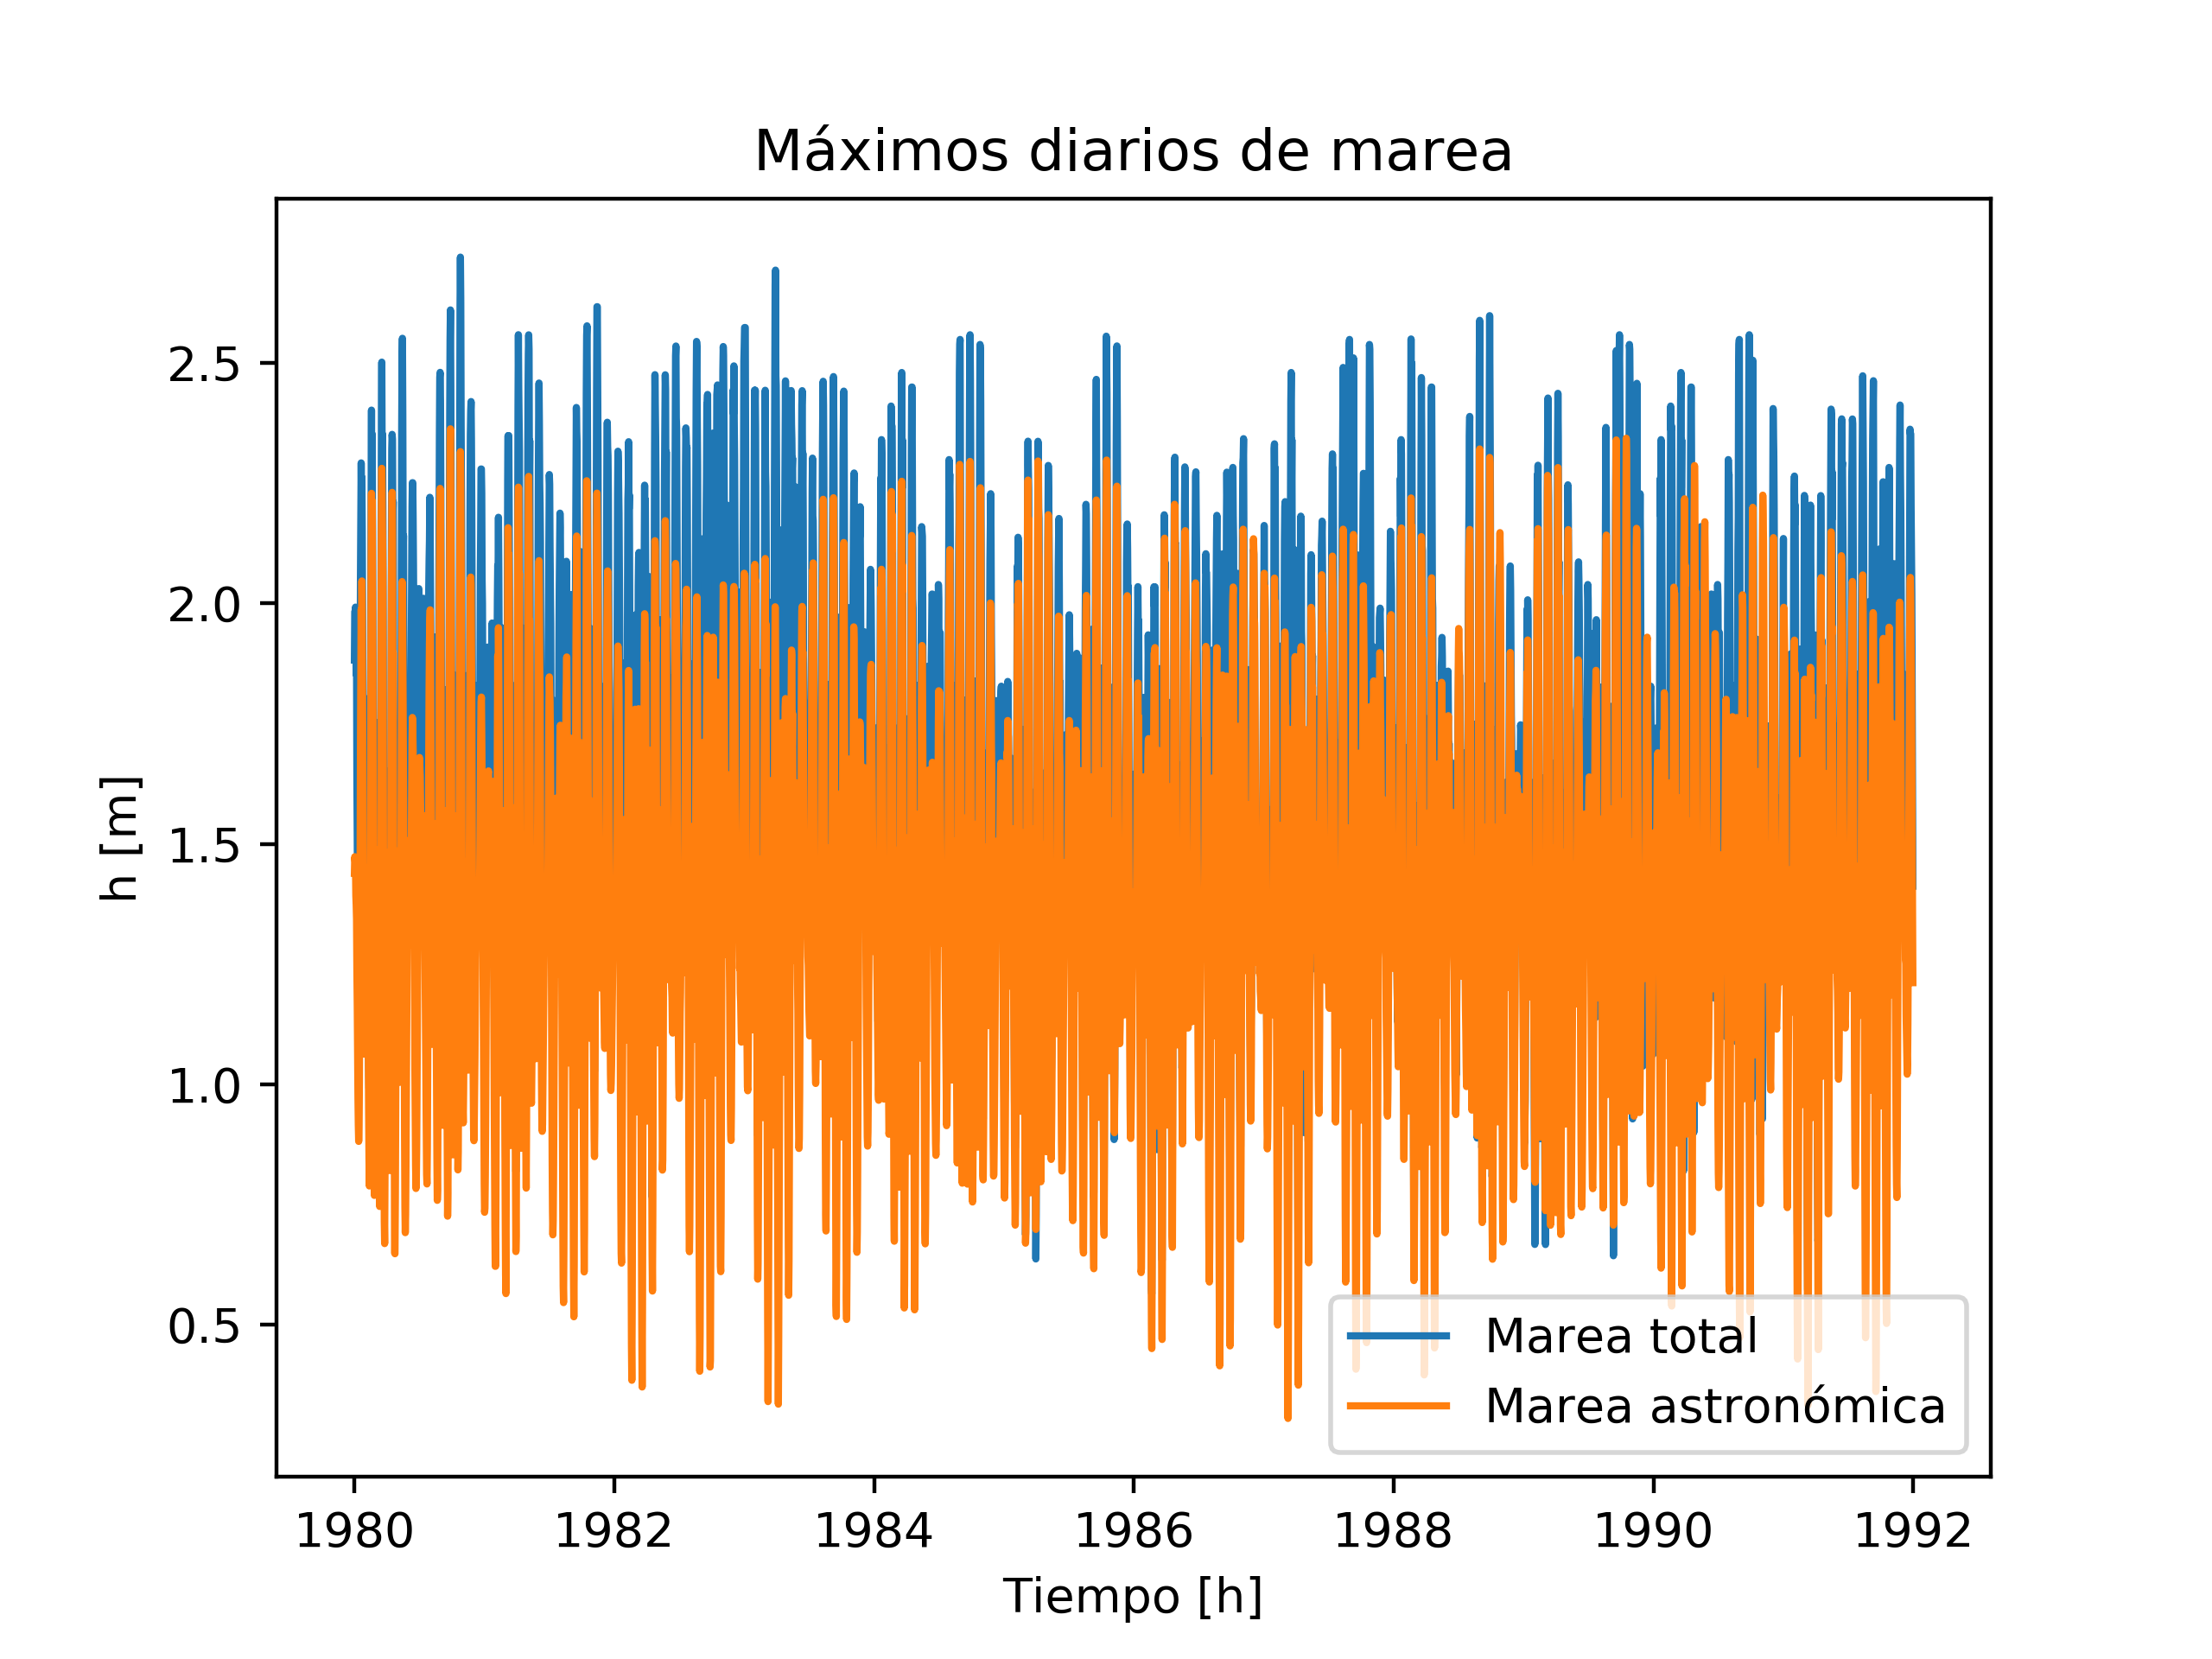 Máximos diarios de marea
h [m]
2.5
2.0
1.5
1.0
0.5
Marea total
Marea astronómica
1980 1982 1984 1986 1988 1990 1992
Tiempo [h]